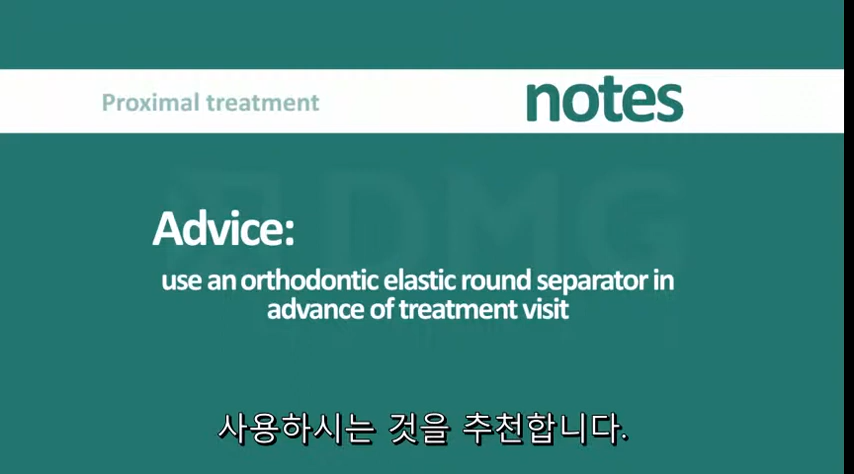 Proximal treatment
notes
DMG
Advice:
use an orthodontic elastic round separator in
advance of treatment visit
사용하시는 것을 추천합니다.